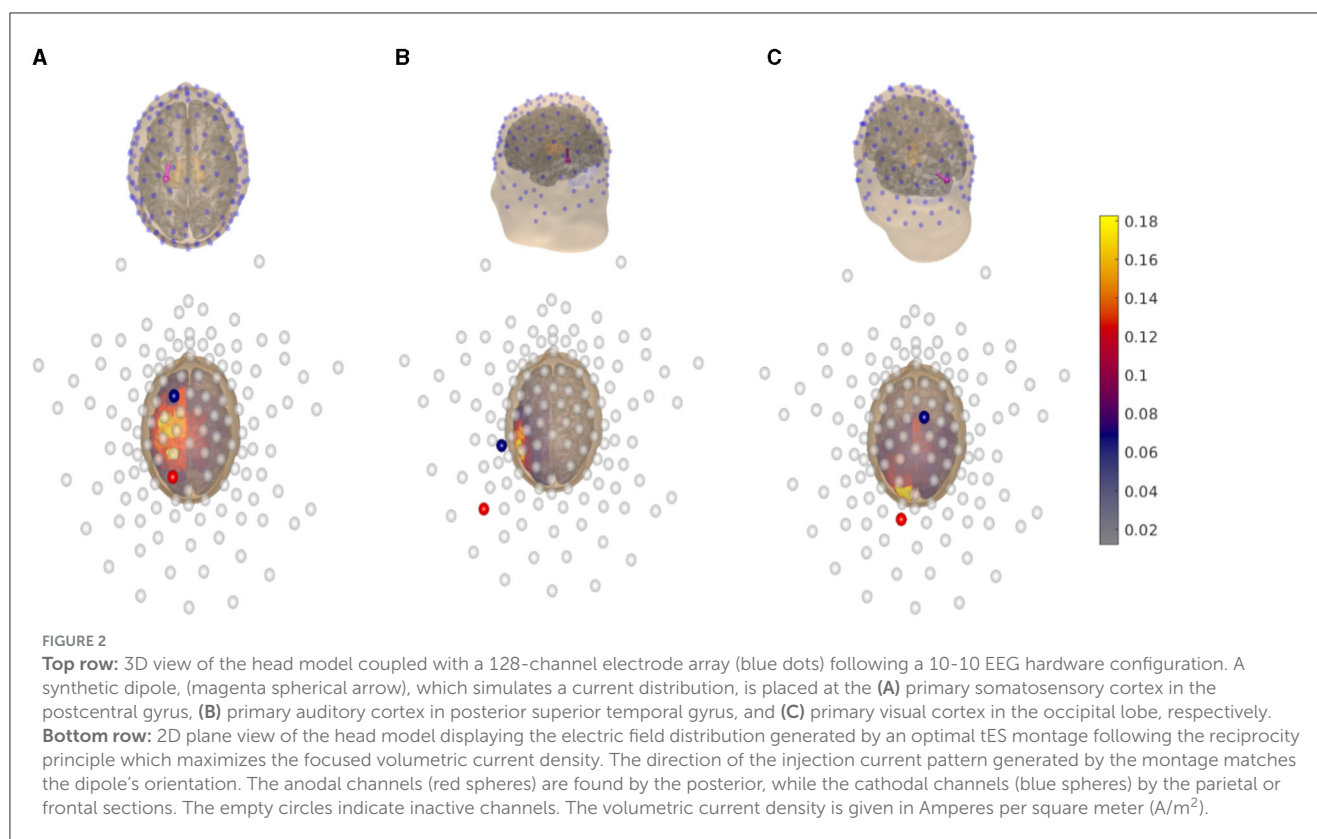 A
B
C
0.18
0.16
0.14
0.12
0.1
0.08
0.06
0.04
0.02
FIGURE 2
Top row: 3D view of the head model coupled with a 128-channel electrode array (blue dots) following a 10-10 EEG hardware configuration. A
synthetic dipole, (magenta spherical arrow), which simulates a current distribution, is placed at the (A) primary somatosensory cortex in the
postcentral gyrus, (B) primary auditory cortex in posterior superior temporal gyrus, and (C) primary visual cortex in the occipital lobe, respectively.
Bottom row: 2D plane view of the head model displaying the electric field distribution generated by an optimal tES montage following the reciprocity
principle which maximizes the focused volumetric current density. The direction of the injection current pattern generated by the montage matches
the dipole's orientation. The anodal channels (red spheres) are found by the posterior, while the cathodal channels (blue spheres) by the parietal or
frontal sections. The empty circles indicate inactive channels. The volumetric current density is given in Amperes per square meter (A/m²).